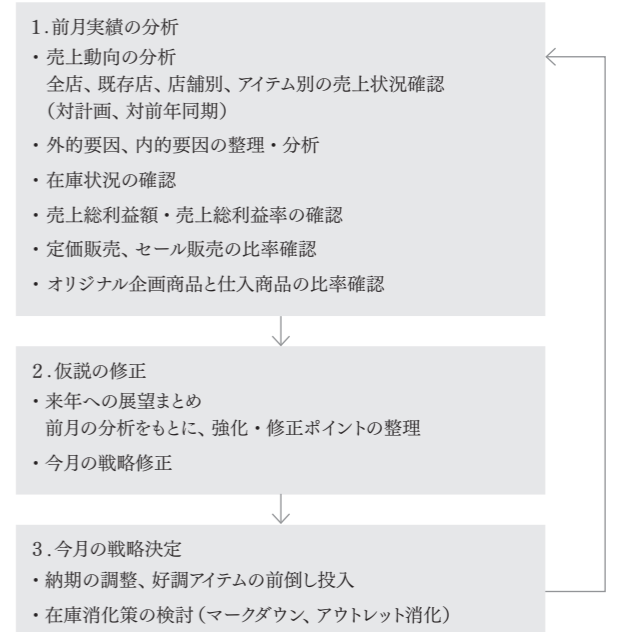 1.前月実績の分析
・売上動向の分析
全店、既存店、店舗別、アイテム別の売上状況確認
（対計画、対前年同期）
・外的要因、内的要因の整理・分析
・在庫状況の確認
・売上総利益額・売上総利益率の確認
・定価販売、セール販売の比率確認
・オリジナル企画商品と仕入商品の比率確認
2.仮説の修正
・来年への展望まとめ
前月の分析をもとに、強化・修正ポイントの整理
・今月の戦略修正
3.今月の戦略決定
・納期の調整、好調アイテムの前倒し投入
・在庫消化策の検討（マークダウン、アウトレット消化）